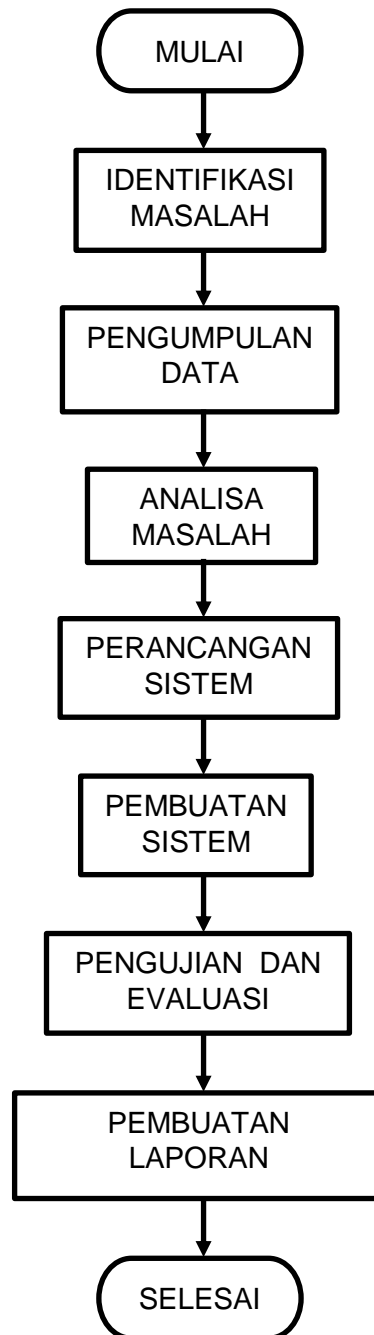 MULAI
IDENTIFIKASI
MASALAH
PENGUMPULAN
DATA
ANALISA
MASALAH
PERANCANGAN
SISTEM
PEMBUATAN
SISTEM
PENGUJIAN DAN
EVALUASI
PEMBUATAN
LAPORAN
SELESAI